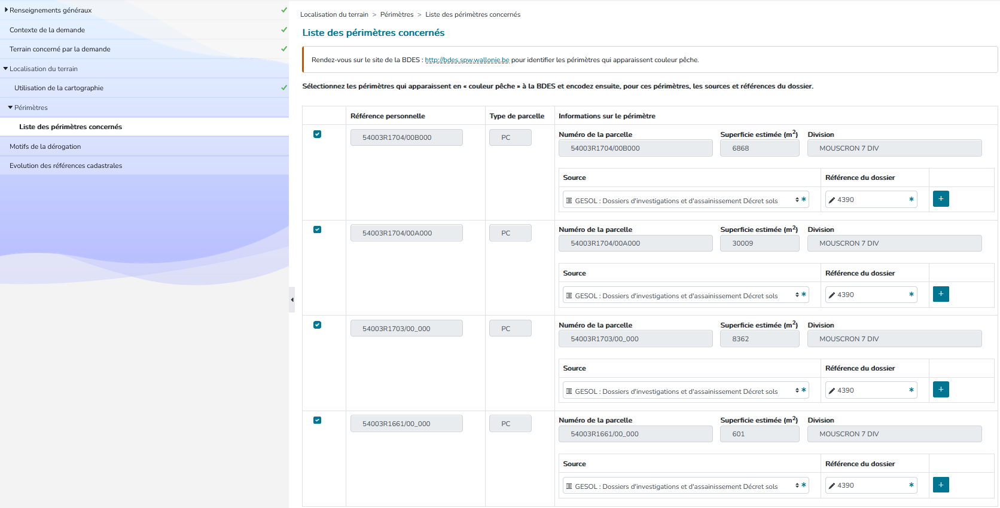 Renseignements généraux
Contexte de la demande
Terrain concerné par la demande
Localisation du terrain
Utilisation de la cartographie
Périmètres
Liste des périmètres concernés
Motifs de la dérogation
Evolution des références cadastrales
Localisation du terrain > Périmètres > Liste des périmètres concernés
Liste des périmètres concernés
Rendez-vous sur le site de la BDES : http://bdes.spw.wallonie.be pour identifier les périmètres qui apparaissent couleur pêche.
Sélectionnez les périmètres qui apparaissent en « couleur pêche » à la BDES et encodez ensuite, pour ces périmètres, les sources et références du dossier.
Référence personnelle Type de parcelle Informations sur le périmètre
Numéro de la parcelle Superficie estimée (m²) Division
54003R1704/00B000 PC 54003R1704/00B000 6868 MOUSCRON 7 DIV
Source Référence du dossier
GESOL : Dossiers d'investigations et d'assainissement Décret sols * 4390 * +
Numéro de la parcelle Superficie estimée (m²) Division
54003R1704/00A000 PC 54003R1704/00A000 30009 MOUSCRON 7 DIV
Source Référence du dossier
GESOL : Dossiers d'investigations et d'assainissement Décret sols * 4390 * +
Numéro de la parcelle Superficie estimée (m²) Division
54003R1703/00_000 PC 54003R1703/00_000 8362 MOUSCRON 7 DIV
Source Référence du dossier
GESOL : Dossiers d'investigations et d'assainissement Décret sols * 4390 * +
Numéro de la parcelle Superficie estimée (m²) Division
54003R1661/00_000 PC 54003R1661/00_000 601 MOUSCRON 7 DIV
Source Référence du dossier
GESOL : Dossiers d'investigations et d'assainissement Décret sols * 4390 * +